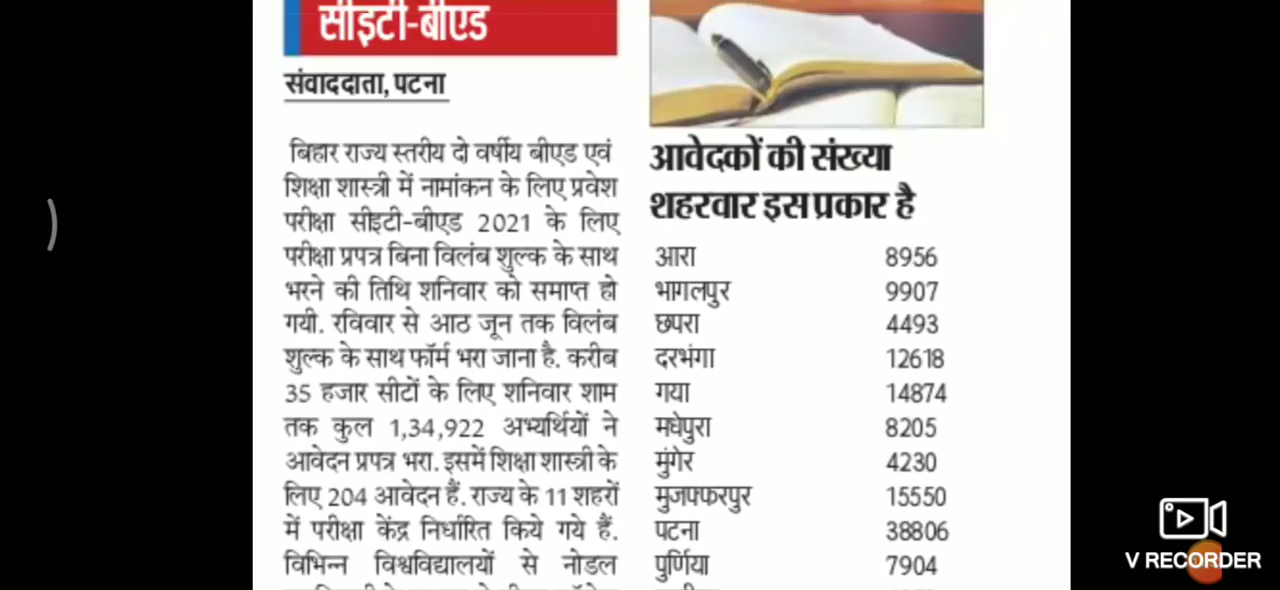 सीइटी-बीएड
संवाददाता, पटना
बिहार राज्य स्तरीय दो वर्षीय बीएड एवं
शिक्षा शास्त्री में नामांकन के लिए प्रवेश
परीक्षा सीइटी-बीएड 2021 के लिए
परीक्षा प्रपत्र बिना विलंब शुल्क के साथ
भरने की तिथि शनिवार को समाप्त हो
गयी. रविवार से आठ जून तक विलंब
शुल्क के साथ फॉर्म भरा जाना है. करीब
35 हजार सीटों के लिए शनिवार शाम
तक कुल 1,34,922 अभ्यर्थियों ने
आवेदन प्रपत्र भरा. इसमें शिक्षा शास्त्री के
लिए 204 आवेदन हैं. राज्य के 11 शहरों
में परीक्षा केंद्र निर्धारित किये गये हैं.
विभिन्न विश्वविद्यालयों से नोडल
आवेदकों की संख्या
शहरवार इस प्रकार है
आरा 8956
भागलपुर 9907
छपरा 4493
दरभंगा 12618
गया 14874
मधेपुरा 8205
मुंगेर 4230
मुजफ्फरपुर 15550
पटना 38806
पुर्णिया 7904
V RECORDER